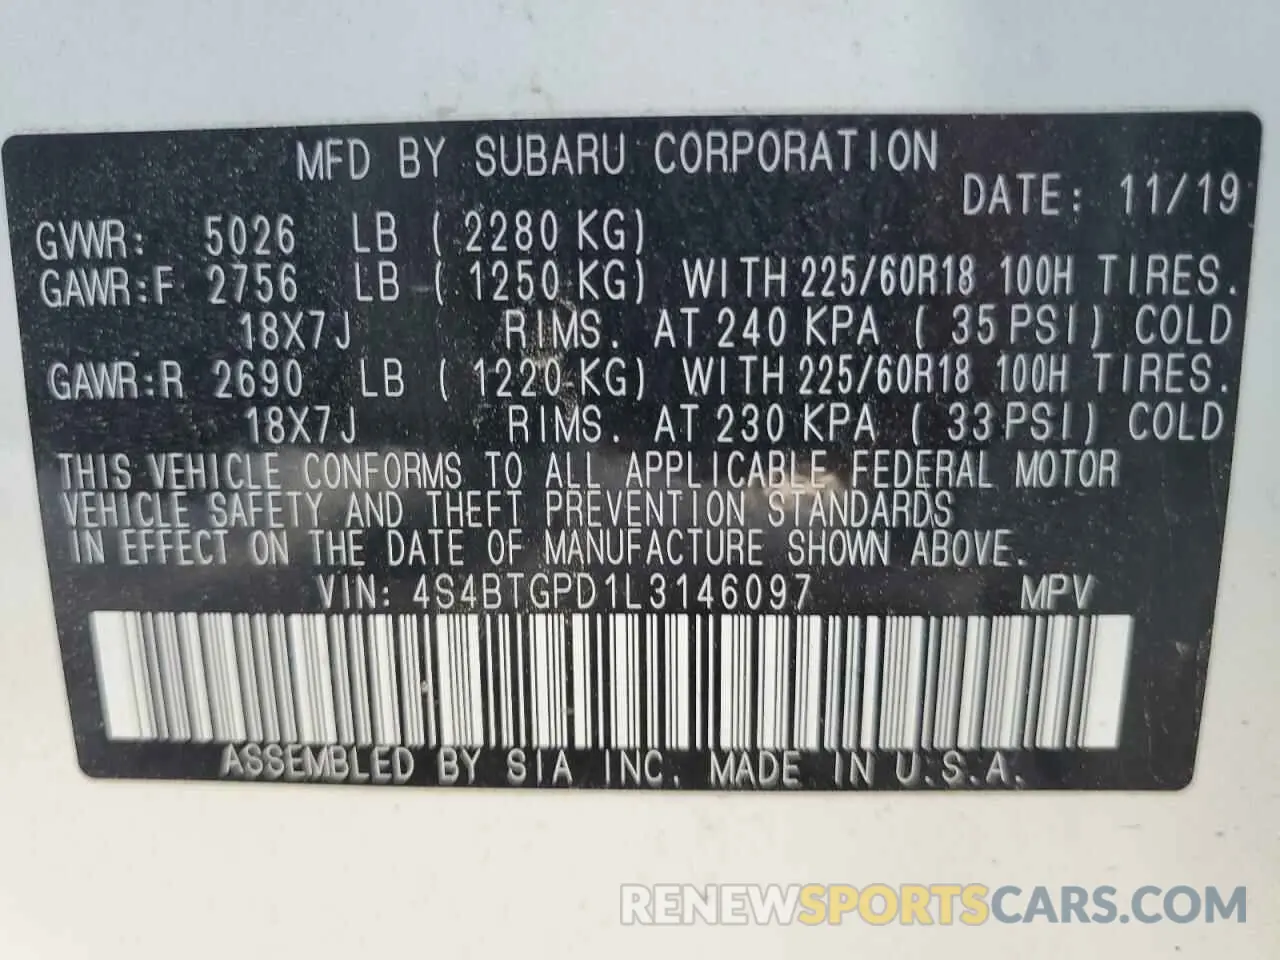 MFD BY SUBARU CORPORATION
DATE: 11/19
GVWR: 5026 LB ( 2280 KG)
GAWR:F 2756 LB ( 1250 KG) WITH 225/60R18 100H TIRES.
18X7J RIMS. AT 240 KPA ( 35 PSI) COLD
GAWR:R 2690 LB ( 1220 KG) WITH 225/60R18 100H TIRES.
18X7J RIMS. AT 230 KPA ( 33 PSI) COLD
THIS VEHICLE CONFORMS TO ALL APPLICABLE FEDERAL MOTOR
VEHICLE SAFETY AND THEFT PREVENTION STANDARDS
IN EFFECT ON THE DATE OF MANUFACTURE SHOWN ABOVE.
VIN: 4S4BTGPD1L3146097 MPV
ASSEMBLED BY SIA INC. MADE IN U.S.A.
RENEWSPORTSCARS.COM